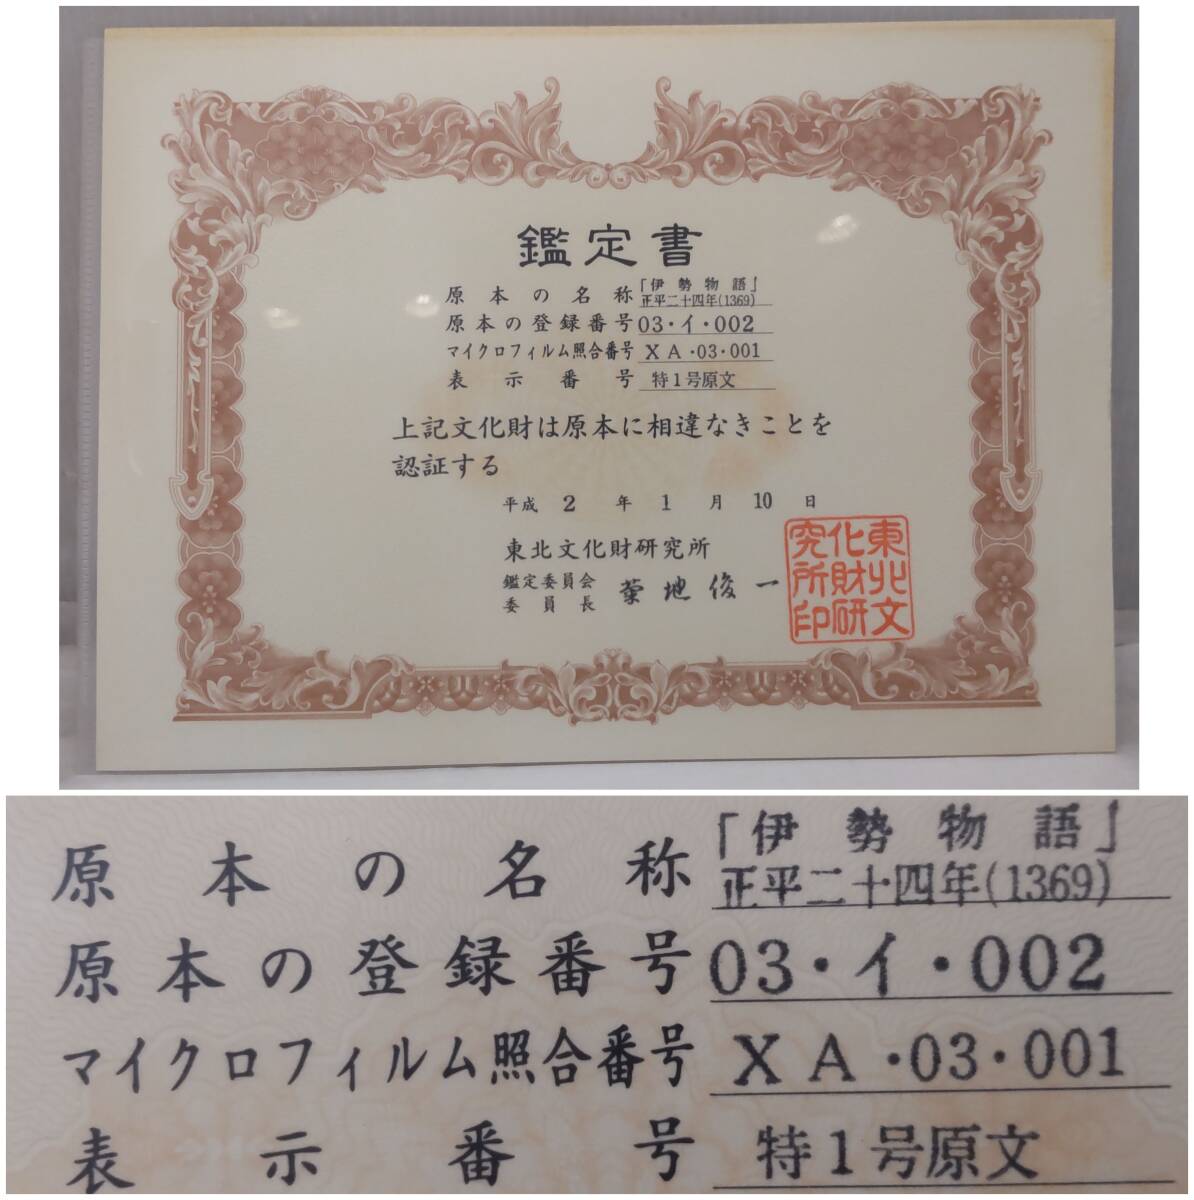 鑑定書
原本の名称 「伊勢物語」
正平二十四年(1369)
原本の登録番号 03・イ・002
マイクロフィルム照合番号 XA・03・001
表示番号 特1号原文
上記文化財は原本に相違なきことを
認証する
平成 2 年 1 月 10 日
東北文化財研究所
鑑定委員会
委員長 菊地俊一
東北文化財研究所印
原本の名称 「伊勢物語」
正平二十四年(1369)
原本の登録番号 03・イ・002
マイクロフィルム照合番号 XA・03・001
表示番号 特1号原文